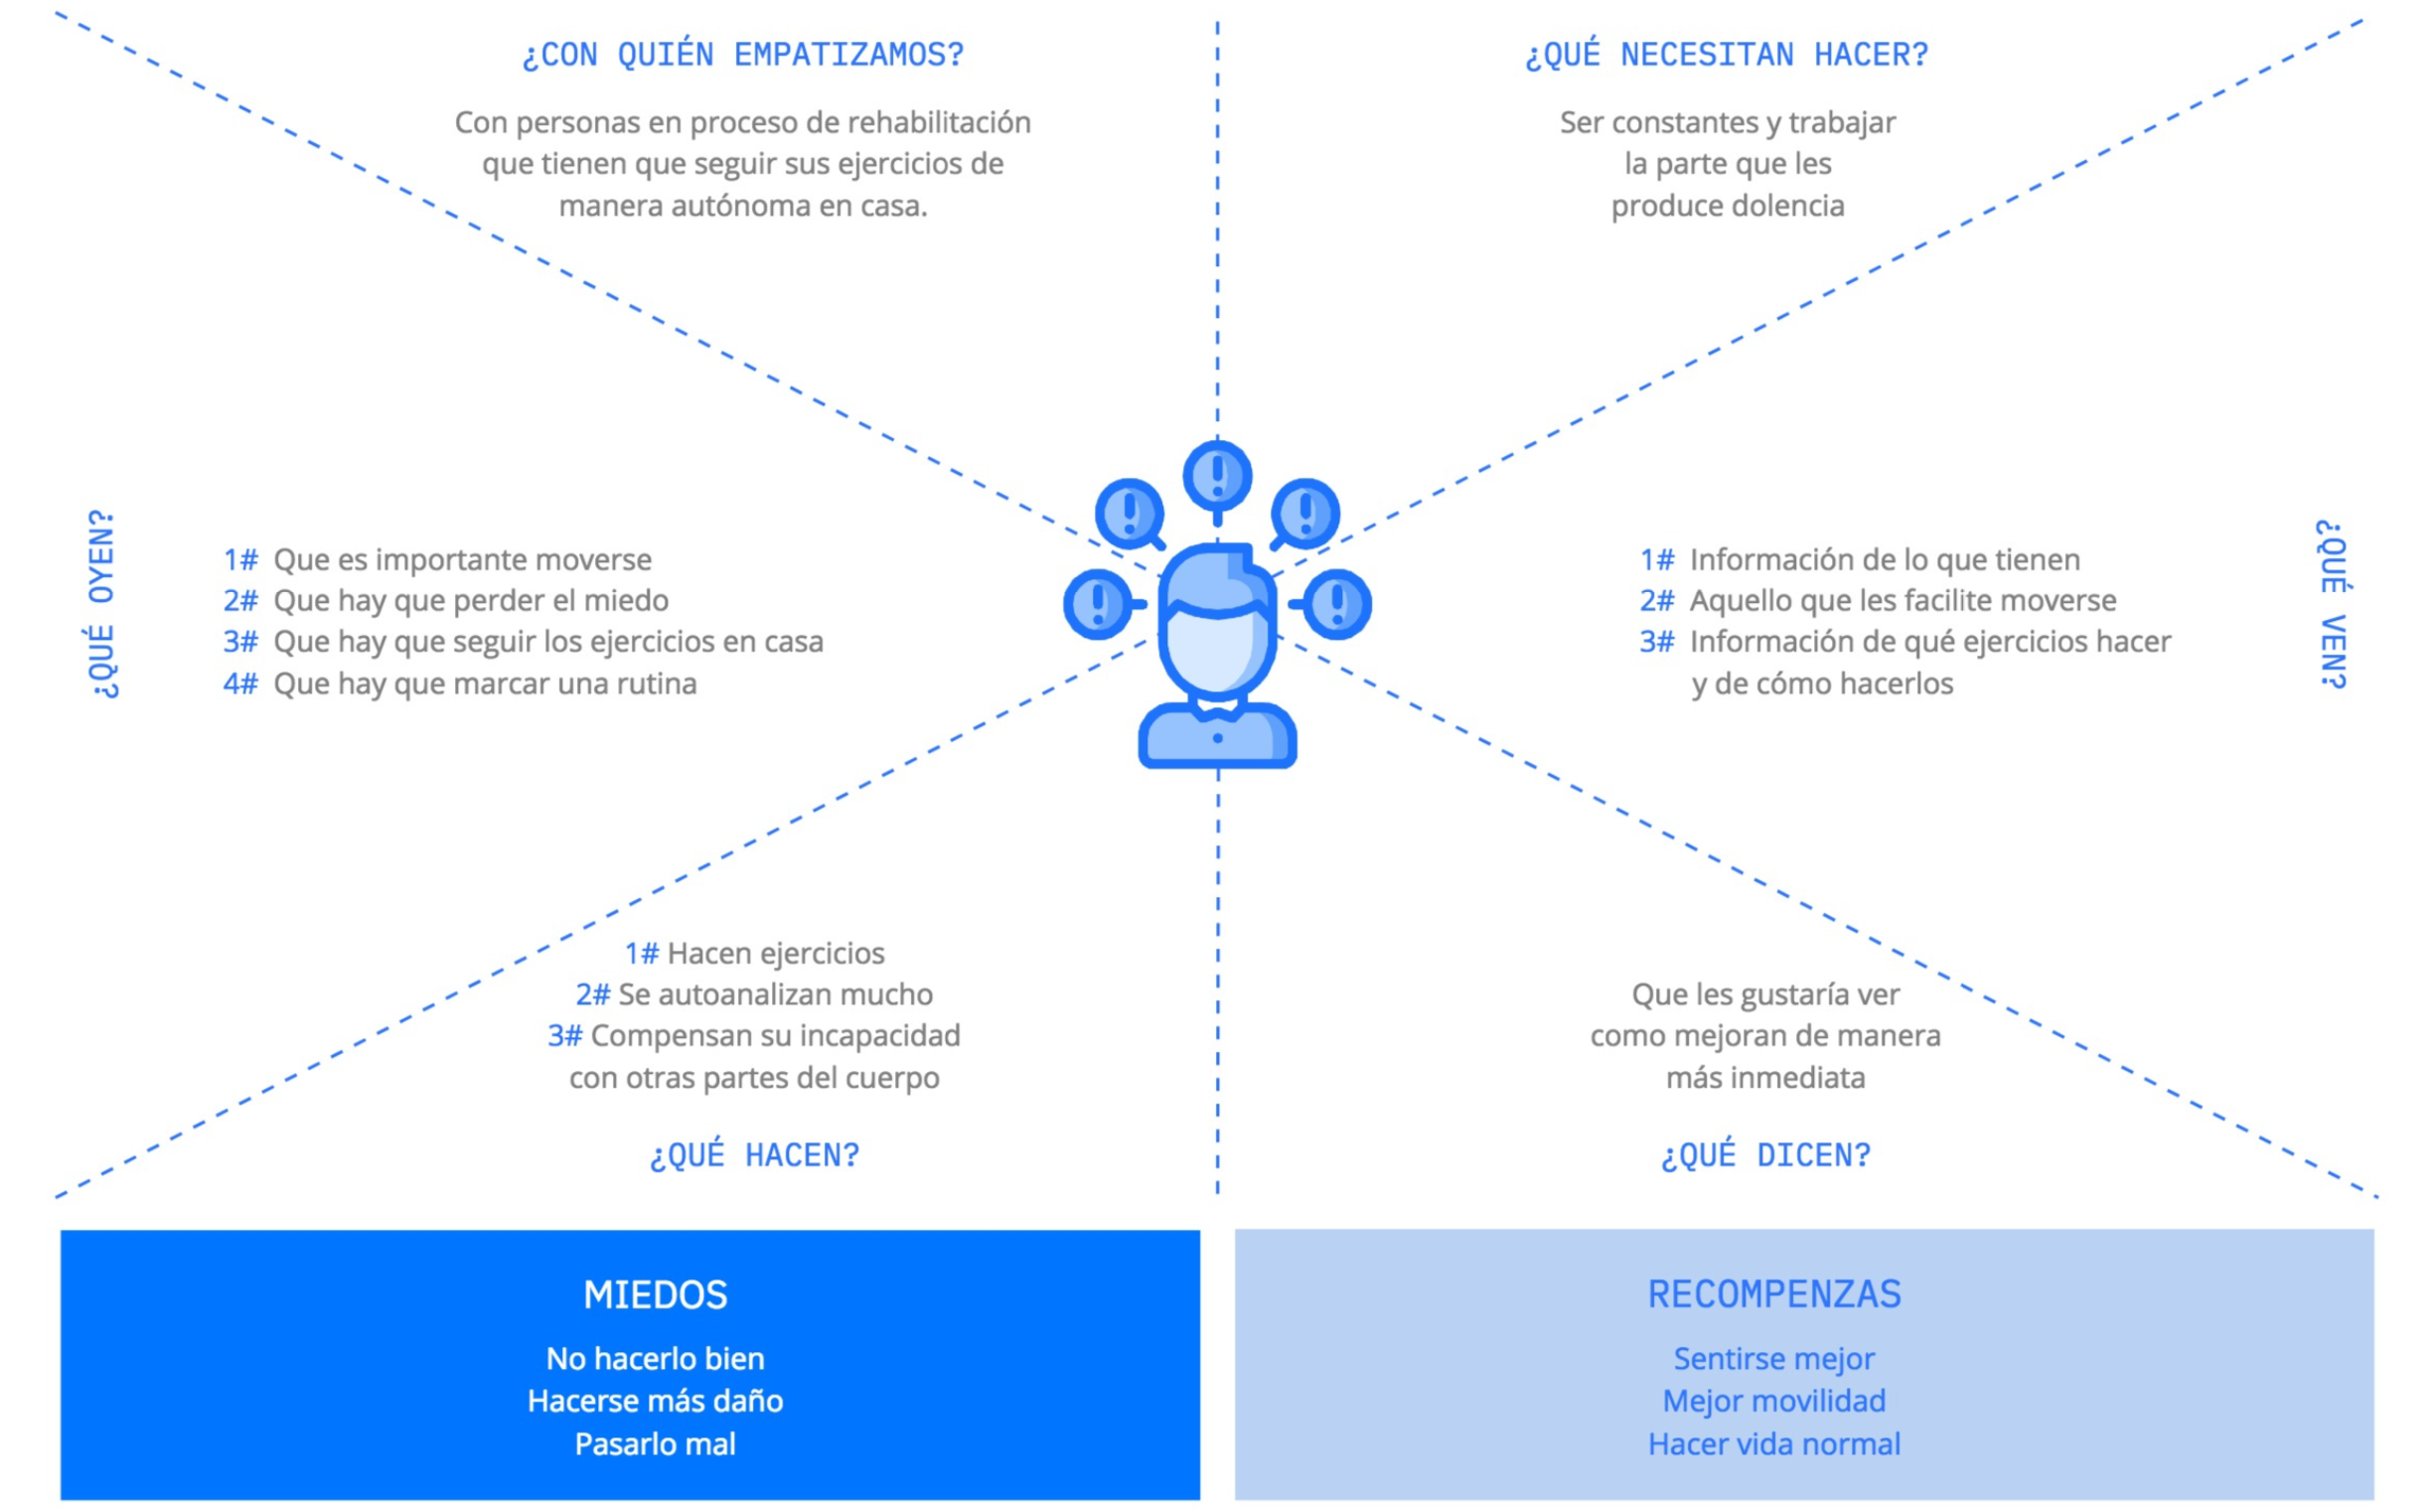 ¿CON QUIÉN EMPATIZAMOS?
Con personas en proceso de rehabilitación
que tienen que seguir sus ejercicios de
manera autónoma en casa.
¿QUÉ NECESITAN HACER?
Ser constantes y trabajar
la parte que les
produce dolencia
¿QUÉ OYEN?
1# Que es importante moverse
2# Que hay que perder el miedo
3# Que hay que seguir los ejercicios en casa
4# Que hay que marcar una rutina
¿QUÉ VEN?
1# Información de lo que tienen
2# Aquello que les facilite moverse
3# Información de qué ejercicios hacer
y de cómo hacerlos
1# Hacen ejercicios
2# Se autoanalizan mucho
3# Compensan su incapacidad
con otras partes del cuerpo
¿QUÉ HACEN?
Que les gustaría ver
como mejoran de manera
más inmediata
¿QUÉ DICEN?
MIEDOS
No hacerlo bien
Hacerse más daño
Pasarlo mal
RECOMPENZAS
Sentirse mejor
Mejor movilidad
Hacer vida normal